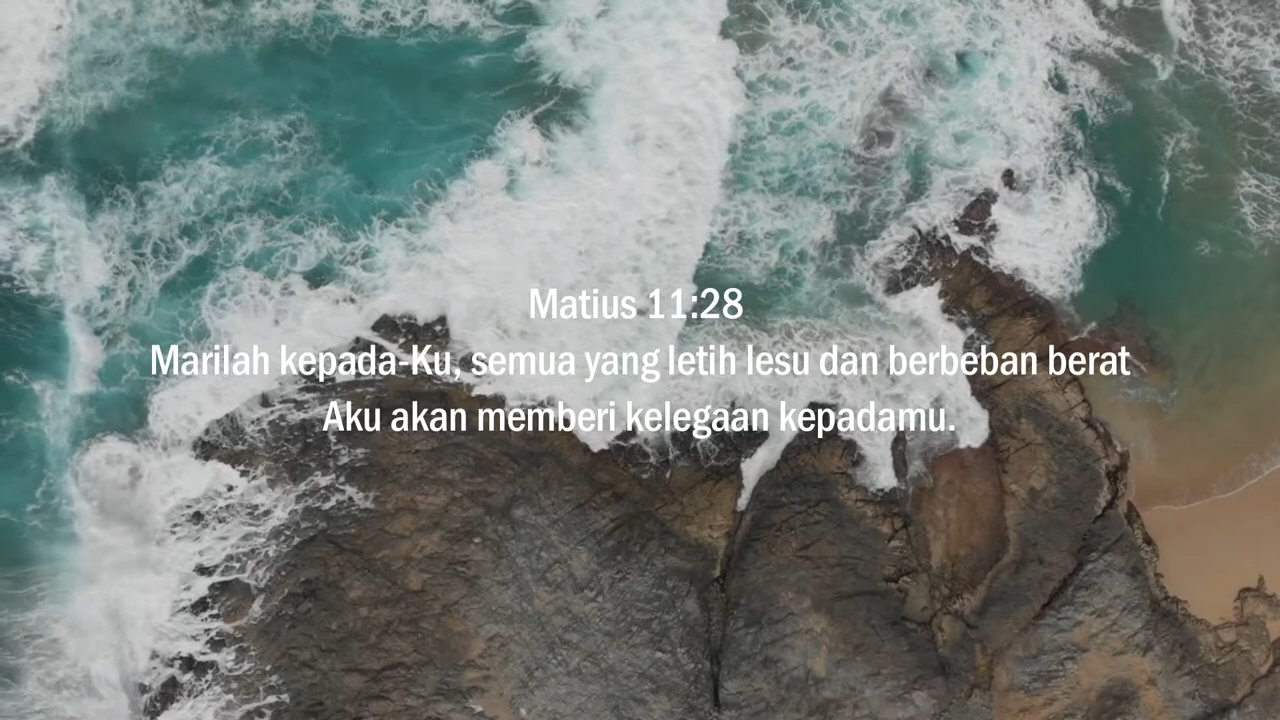 Matius 11:28
Marilah kepada-Ku, semua yang letih lesu dan berbeban berat
Aku akan memberi kelegaan kepadamu.